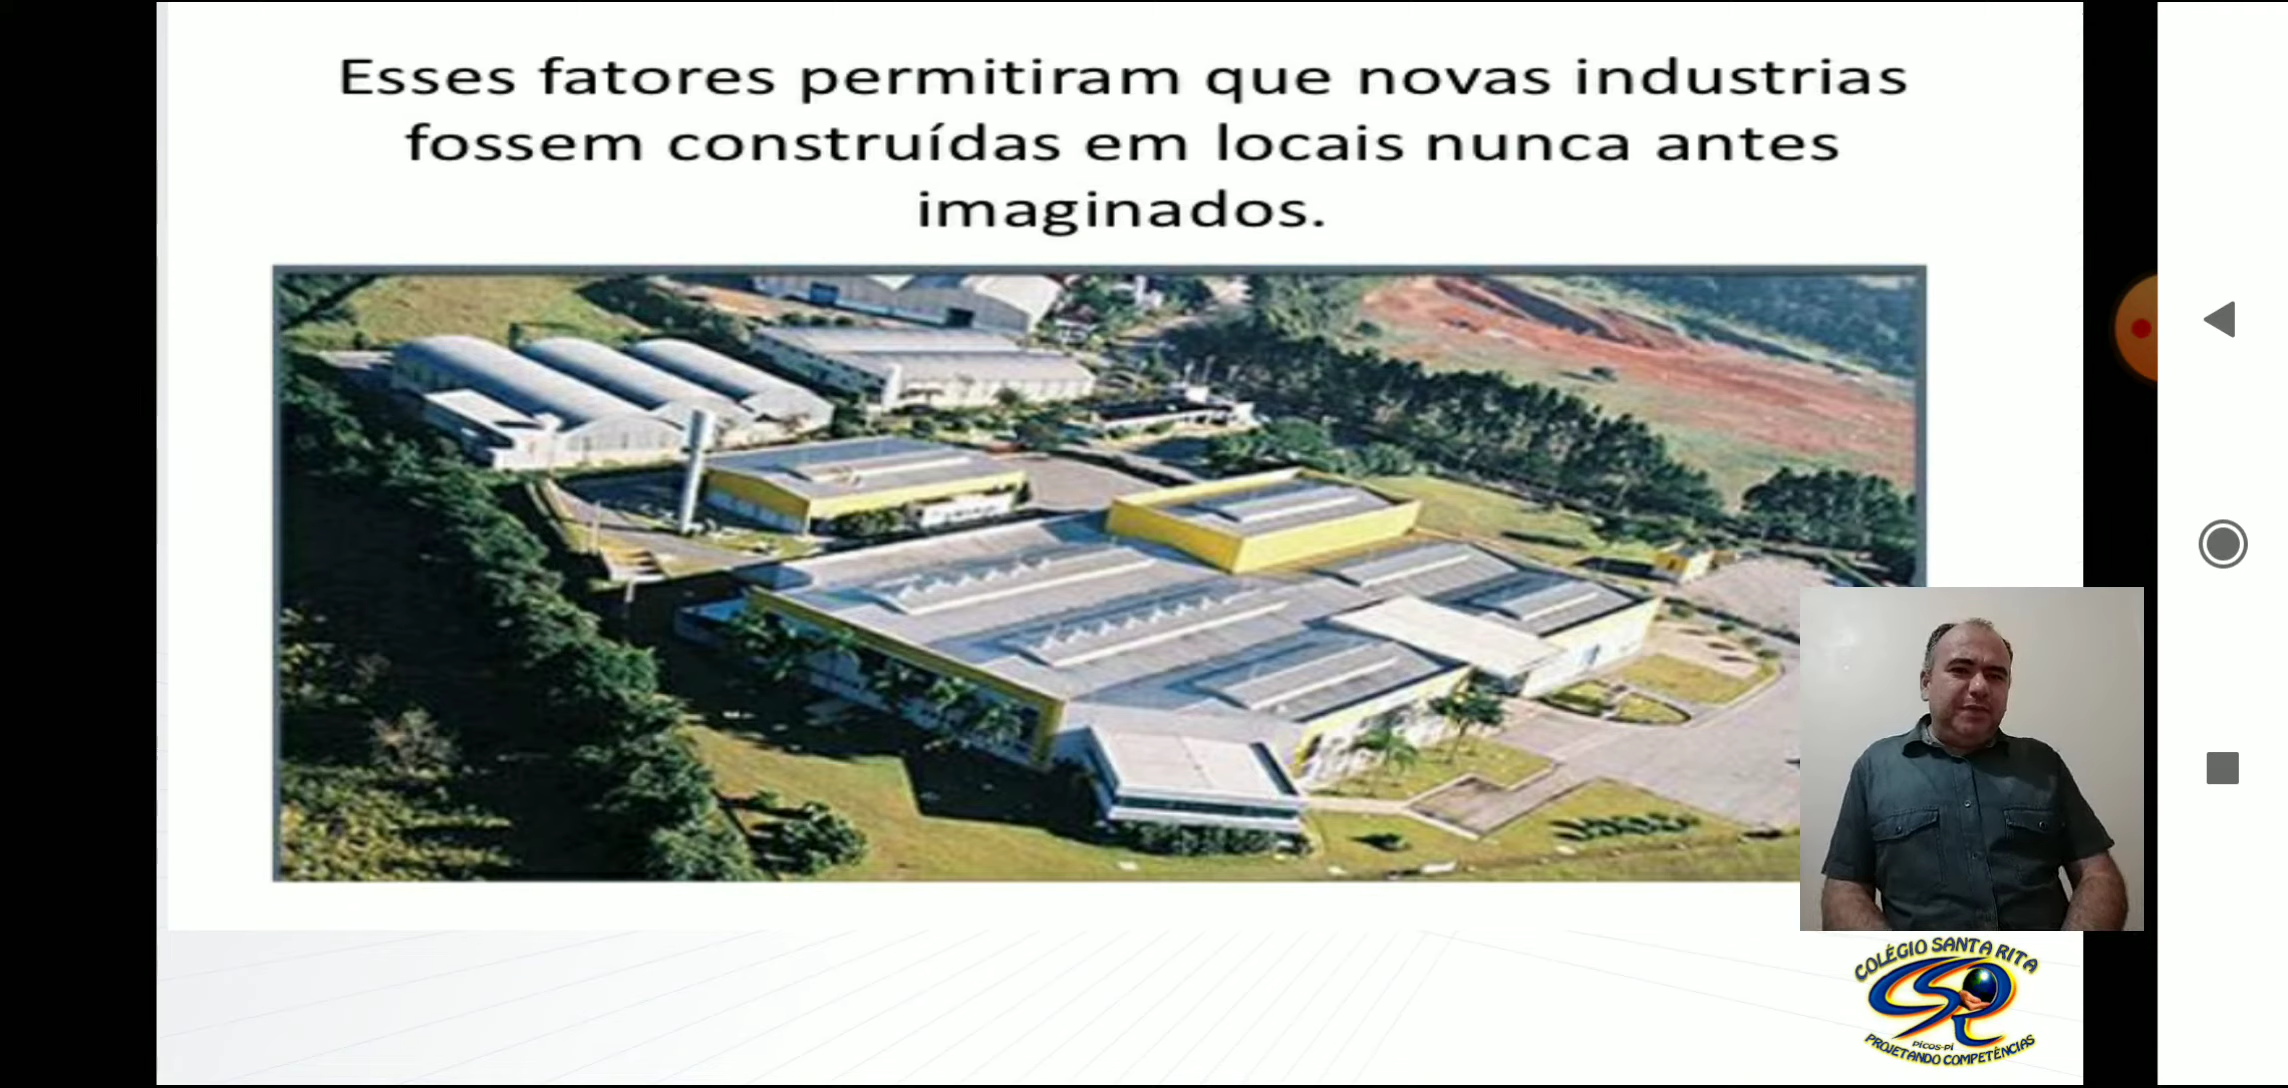 Esses fatores permitiram que novas industrias
fossem construídas em locais nunca antes
imaginados.
COLÉGIO SANTA RITA
PICOS-PI
PROJETANDO COMPETÊNCIAS